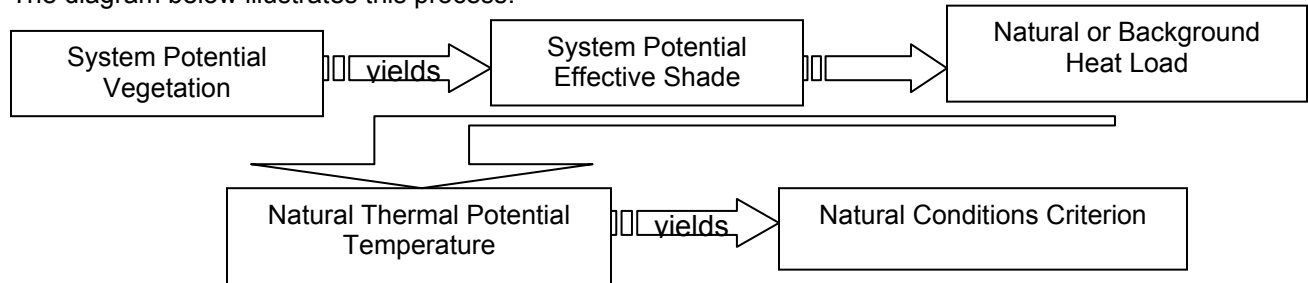 The diagram below illustrates this process:
System Potential
Vegetation
yields
System Potential
Effective Shade
Natural or Background
Heat Load
Natural Thermal Potential
Temperature
yields
Natural Conditions Criterion